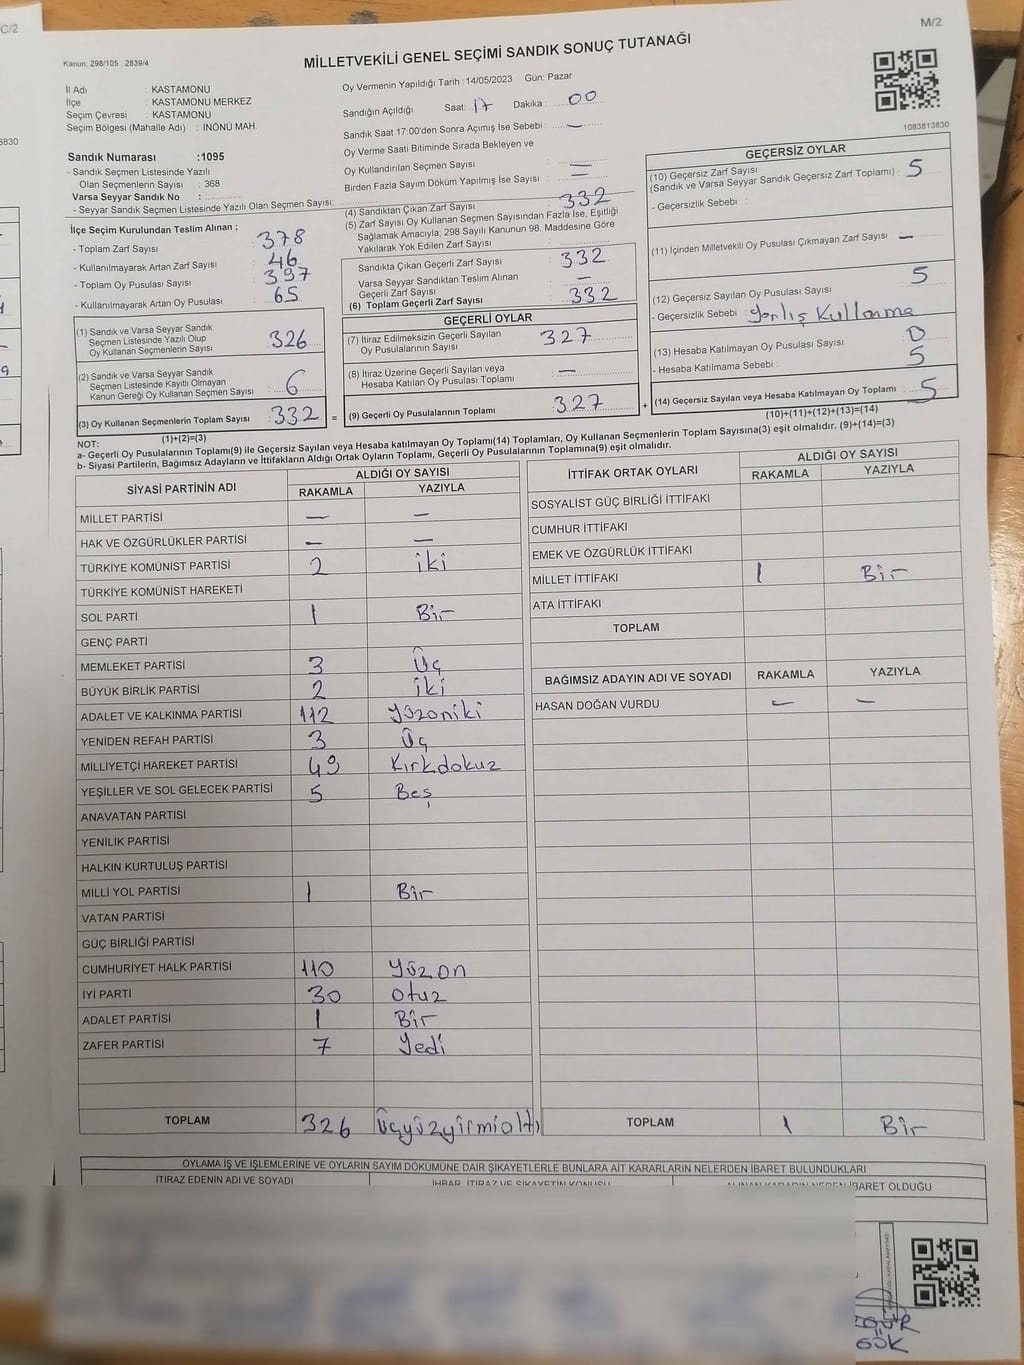 C/2
M/2
Kanun: 298/105 , 2839/4
MİLLETVEKİLİ GENEL SEÇİMİ SANDIK SONUÇ TUTANAĞI
İl Adı : KASTAMONU
İlçe : KASTAMONU MERKEZ
Seçim Çevresi : KASTAMONU
Seçim Bölgesi (Mahalle Adı) : İNÖNÜ MAH.
Sandık Numarası :1095
- Sandık Seçmen Listesinde Yazılı
Olan Seçmenlerin Sayısı : 368
Varsa Seyyar Sandık No :
- Seyyar Sandık Seçmen Listesinde Yazılı Olan Seçmen Sayısı:
Oy Vermenin Yapıldığı Tarih : 14/05/2023 Gün: Pazar
Sandığın Açıldığı Saat: 17 Dakika : 00
Sandık Saat 17:00'den Sonra Açımış İse Sebebi : —
Oy Verme Saati Bitiminde Sırada Bekleyen ve
Oy Kullandırılan Seçmen Sayısı : =
Birden Fazla Sayım Döküm Yapılmış İse Sayısı : =
1083813830
3830
İlçe Seçim Kurulundan Teslim Alınan ;
- Toplam Zarf Sayısı : 378
- Kullanılmayarak Artan Zarf Sayısı : 46
- Toplam Oy Pusulası Sayısı : 397
- Kullanılmayarak Artan Oy Pusulası : 65
(1) Sandık ve Varsa Seyyar Sandık
Seçmen Listesinde Yazılı Olup
Oy Kullanan Seçmenlerin Sayısı : 326
(2) Sandık ve Varsa Seyyar Sandık
Seçmen Listesinde Kayıtlı Olmayan
Kanun Gereği Oy Kullanan Seçmen Sayısı : 6
(3) Oy Kullanan Seçmenlerin Toplam Sayısı : 332 =
(1)+(2)=(3)
(4) Sandıktan Çıkan Zarf Sayısı : 332
(5) Zarf Sayısı Oy Kullanan Seçmen Sayısından Fazla İse, Eşitliği
Sağlamak Amacıyla, 298 Sayılı Kanunun 98. Maddesine Göre
Yakılarak Yok Edilen Zarf Sayısı :
Sandıkta Çıkan Geçerli Zarf Sayısı : 332
Varsa Seyyar Sandıktan Teslim Alınan
Geçerli Zarf Sayısı : —
(6) Toplam Geçerli Zarf Sayısı : 332
GEÇERLİ OYLAR
(7) İtiraz Edilmeksizin Geçerli Sayılan
Oy Pusulalarının Sayısı : 327
(8) İtiraz Üzerine Geçerli Sayılan veya
Hesaba Katılan Oy Pusulası Toplamı : —
(9) Geçerli Oy Pusulalarının Toplamı : 327 +
GEÇERSİZ OYLAR
(10) Geçersiz Zarf Sayısı
(Sandık ve Varsa Seyyar Sandık Geçersiz Zarf Toplamı) : 5
- Geçersizlik Sebebi :
(11) İçinden Milletvekili Oy Pusulası Çıkmayan Zarf Sayısı : —
(12) Geçersiz Sayılan Oy Pusulası Sayısı : 5
- Geçersizlik Sebebi : Yanlış Kullanma
(13) Hesaba Katılmayan Oy Pusulası Sayısı : 0
- Hesaba Katılmama Sebebi : 5
(14) Geçersiz Sayılan veya Hesaba Katılmayan Oy Toplamı : 5
(10)+(11)+(12)+(13)=(14)
NOT:
a- Geçerli Oy Pusulaları Toplamı(9) ile Geçersiz Sayılan veya Hesaba katılmayan Oy Toplamı(14) Toplamları, Oy Kullanan Seçmenlerin Toplam Sayısına(3) eşit olmalıdır. (9)+(14)=(3)
b- Siyasi Partilerin, Bağımsız Adayların ve İttifakların Aldığı Ortak Oyların Toplamı, Geçerli Oy Pusulalarının Toplamına(9) eşit olmalıdır.
SİYASİ PARTİNİN ADI ALDIĞI OY SAYISI
RAKAMLA YAZIYLA
MİLLET PARTİSİ — —
HAK VE ÖZGÜRLÜKLER PARTİSİ — —
TÜRKİYE KOMÜNİST PARTİSİ 2 iki
TÜRKİYE KOMÜNİST HAREKETİ
SOL PARTİ 1 Bir
GENÇ PARTİ
MEMLEKET PARTİSİ 3 Üç
BÜYÜK BİRLİK PARTİSİ 2 iki
ADALET VE KALKINMA PARTİSİ 112 Yüzoniki
YENİDEN REFAH PARTİSİ 3 Üç
MİLLİYETÇİ HAREKET PARTİSİ 49 Kırkdokuz
YEŞİLLER VE SOL GELECEK PARTİSİ 5 Beş
ANAVATAN PARTİSİ
YENİLİK PARTİSİ
HALKIN KURTULUŞ PARTİSİ
MİLLİ YOL PARTİSİ 1 Bir
VATAN PARTİSİ
GÜÇ BİRLİĞİ PARTİSİ
CUMHURİYET HALK PARTİSİ 110 Yüzon
İYİ PARTİ 30 Otuz
ADALET PARTİSİ 1 Bir
ZAFER PARTİSİ 7 Yedi
TOPLAM 326 Üçyüzyirmialtı
İTTİFAK ORTAK OYLARI ALDIĞI OY SAYISI
RAKAMLA YAZIYLA
SOSYALİST GÜÇ BİRLİĞİ İTTİFAKI
CUMHUR İTTİFAKI
EMEK VE ÖZGÜRLÜK İTTİFAKI
MİLLET İTTİFAKI 1 Bir
ATA İTTİFAKI
TOPLAM
BAĞIMSIZ ADAYIN ADI VE SOYADI RAKAMLA YAZIYLA
HASAN DOĞAN VURDU — —
TOPLAM 1 Bir
OYLAMA İŞ VE İŞLEMLERİNE VE OYLARIN SAYIM DÖKÜMÜNE DAİR ŞİKAYETLERLE BUNLARA AİT KARARLARIN NELERDEN İBARET BULUNDUKLARI
İTİRAZ EDENİN ADI VE SOYADI İHBAR, İTİRAZ VE ŞİKAYETİN KONUSU ALINAN KARARIN NEDEN İBARET OLDUĞU
GÖK